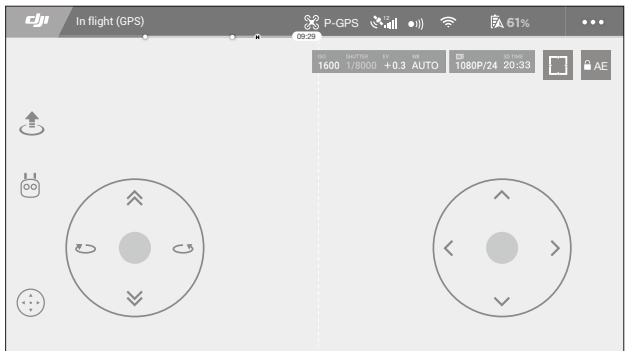 dji In flight (GPS) P-GPS 12 61%
H 09:29
ISO SHUTTER EV WB SD TIME
1600 1/8000 +0.3 AUTO 1080P/24 20:33 AE